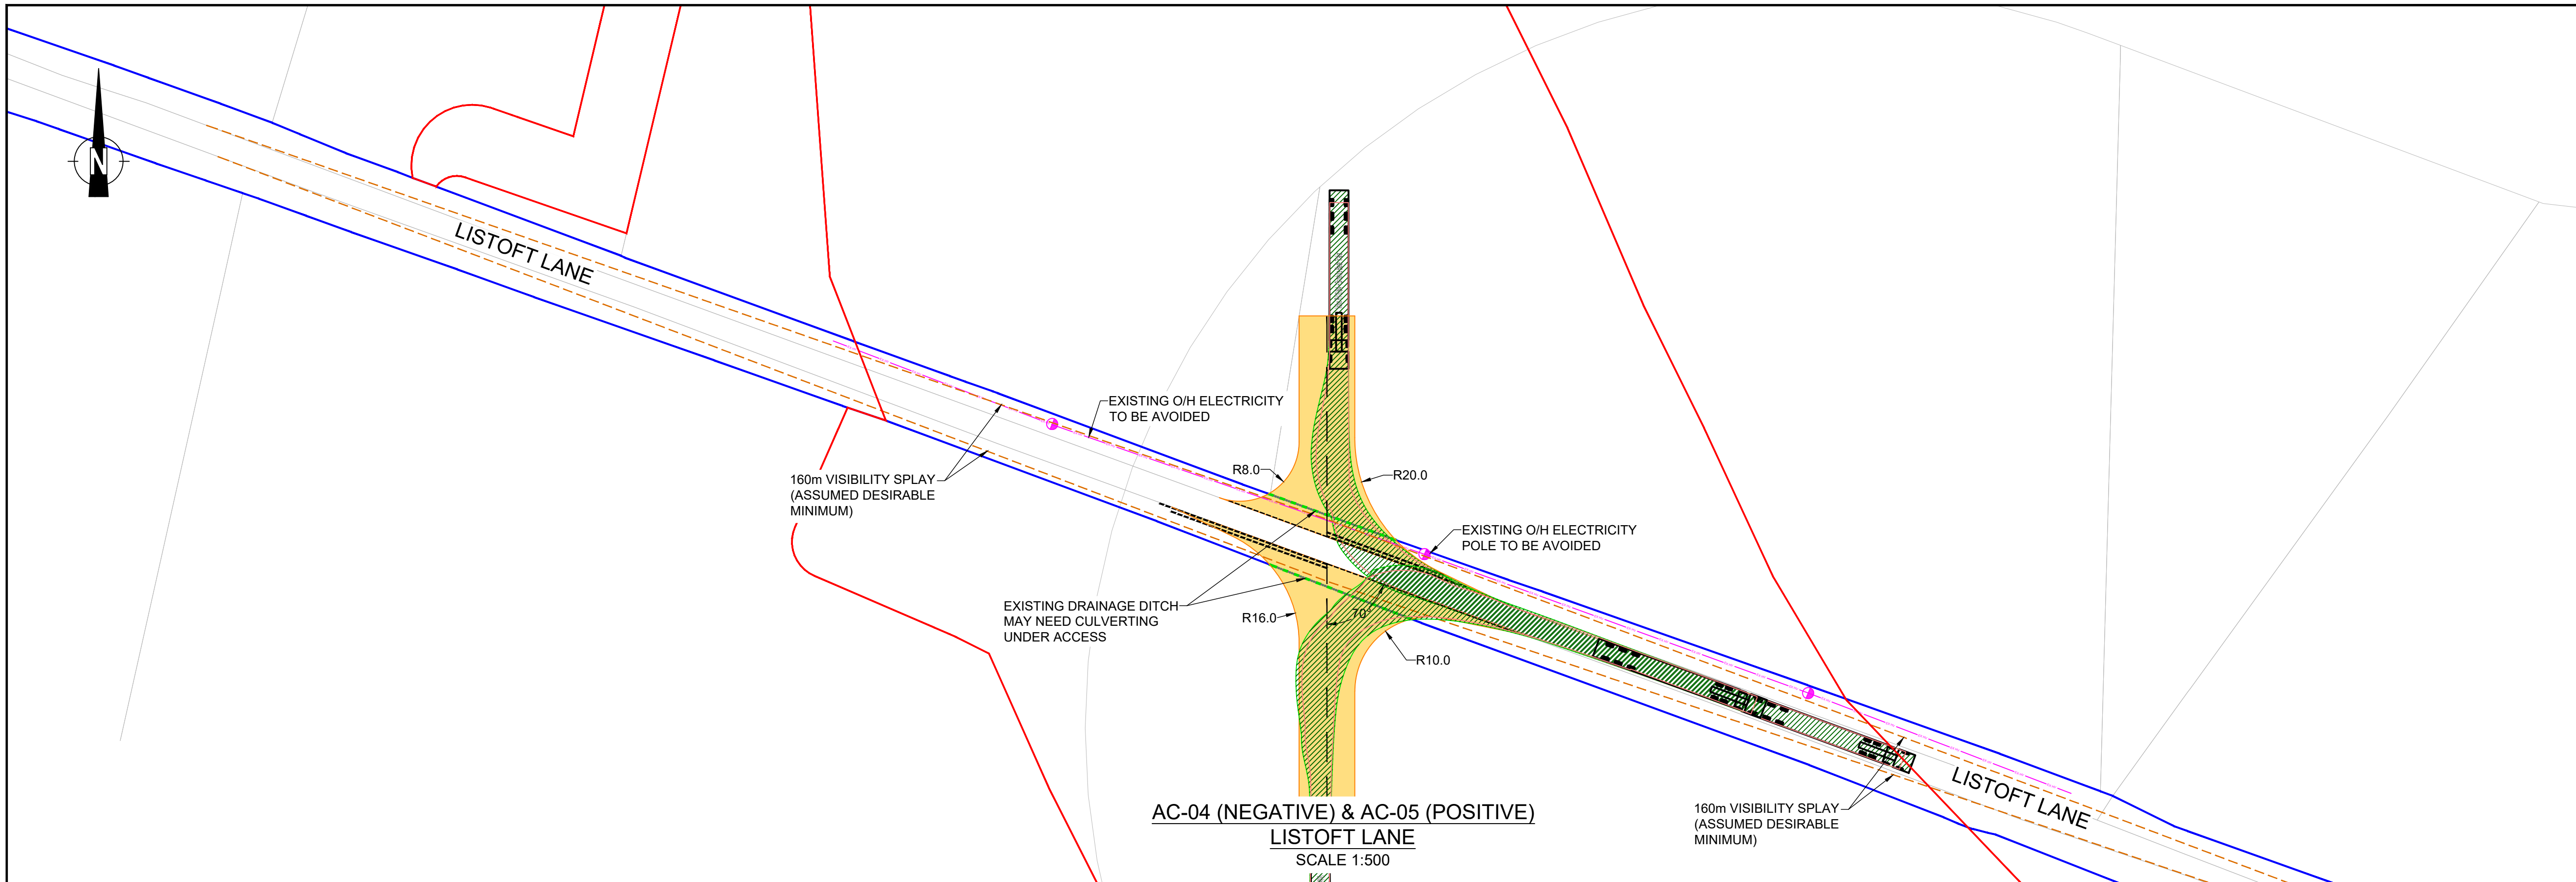 N
LISTOFT LANE
EXISTING O/H ELECTRICITY
TO BE AVOIDED
160m VISIBILITY SPLAY
(ASSUMED DESIRABLE
MINIMUM)
R8.0
R20.0
EXISTING O/H ELECTRICITY
POLE TO BE AVOIDED
EXISTING DRAINAGE DITCH
MAY NEED CULVERTING
UNDER ACCESS
R16.0
70°
R10.0
AC-04 (NEGATIVE) & AC-05 (POSITIVE)
LISTOFT LANE
SCALE 1:500
160m VISIBILITY SPLAY
(ASSUMED DESIRABLE
MINIMUM)
LISTOFT LANE